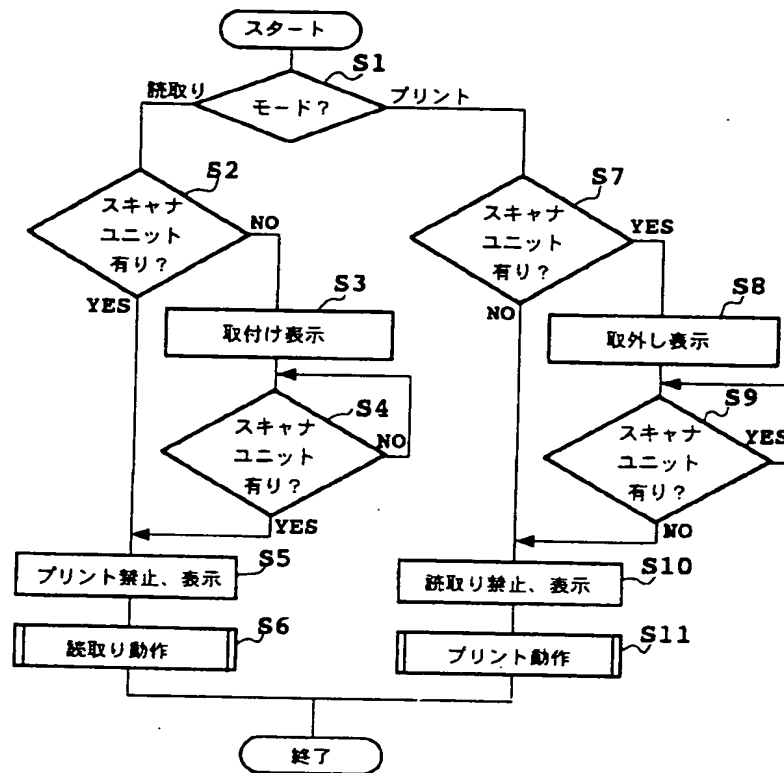 スタート
S1
モード?
読取り
プリント
S2
スキャナ
ユニット
有り?
NO
YES
S3
取付け表示
S4
スキャナ
ユニット
有り?
NO
YES
S5
プリント禁止、表示
S6
読取り動作
S7
スキャナ
ユニット
有り?
YES
NO
S8
取外し表示
S9
スキャナ
ユニット
有り?
YES
NO
S10
読取り禁止、表示
S11
プリント動作
終了